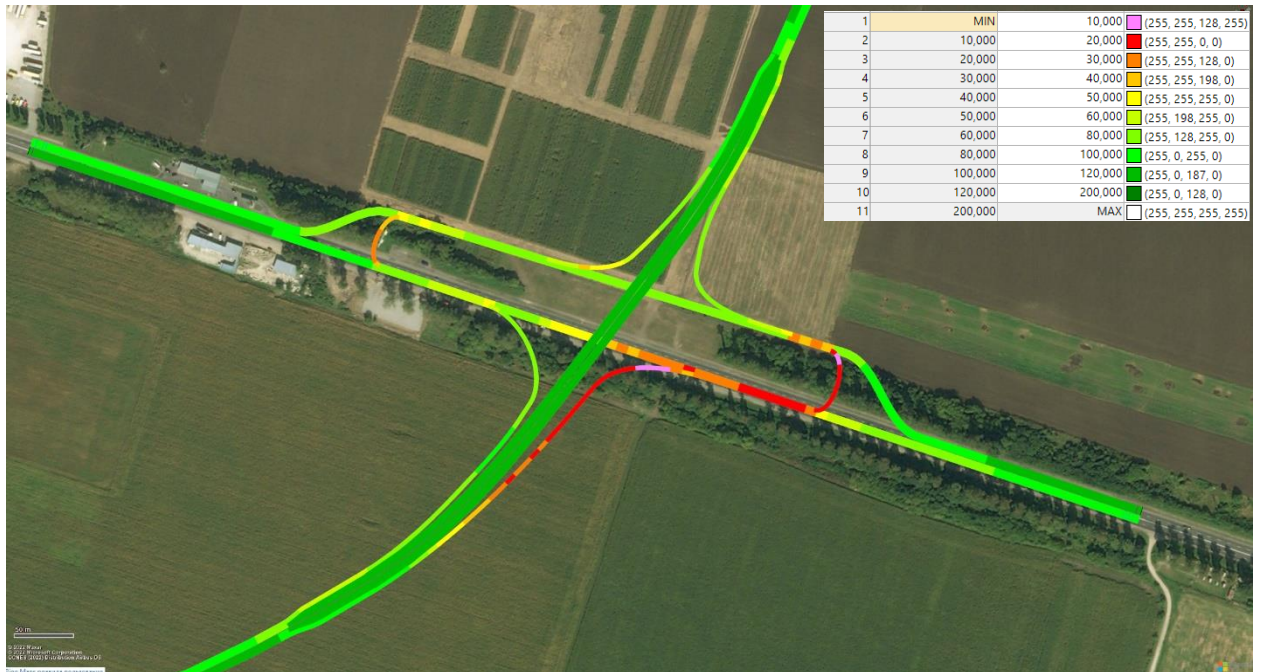 1 MIN 10,000 (255, 255, 128, 255)
2 10,000 20,000 (255, 255, 0, 0)
3 20,000 30,000 (255, 255, 128, 0)
4 30,000 40,000 (255, 255, 198, 0)
5 40,000 50,000 (255, 255, 255, 0)
6 50,000 60,000 (255, 198, 255, 0)
7 60,000 80,000 (255, 128, 255, 0)
8 80,000 100,000 (255, 0, 255, 0)
9 100,000 120,000 (255, 0, 187, 0)
10 120,000 200,000 (255, 0, 128, 0)
11 200,000 MAX (255, 255, 255, 255)
50 m
© 2022 Maxar
© 2022 Microsoft Corporation